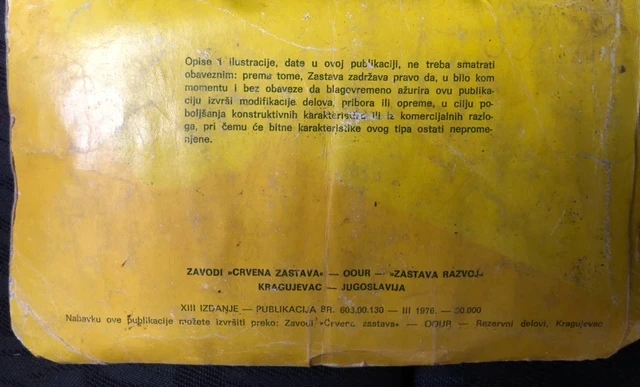 Opise i ilustracije, date u ovoj publikaciji, ne treba smatrati
obaveznim: prema tome, Zastava zadržava pravo da, u bilo kom
momentu i bez obaveze da blagovremeno ažurira ovu publika-
ciju izvrši modifikacije delova, pribora ili opreme, u cilju po-
boljšanja konstruktivnih karakteristika ili iz komercijalnih razlo-
ga, pri čemu će bitne karakteristike ovog tipa ostati neprome-
njene.
ZAVODI »CRVENA ZASTAVA« — OOUR — »ZASTAVA RAZVOJ«
KRAGUJEVAC — JUGOSLAVIJA
XIII IZDANJE — PUBLIKACIJA BR. 603.00.130 — III 1976. —
Nabavku ove publikacije možete izvršiti preko: Zavodi »Crvena zastava« — OOUR — Rezervni delovi, Kragujevac